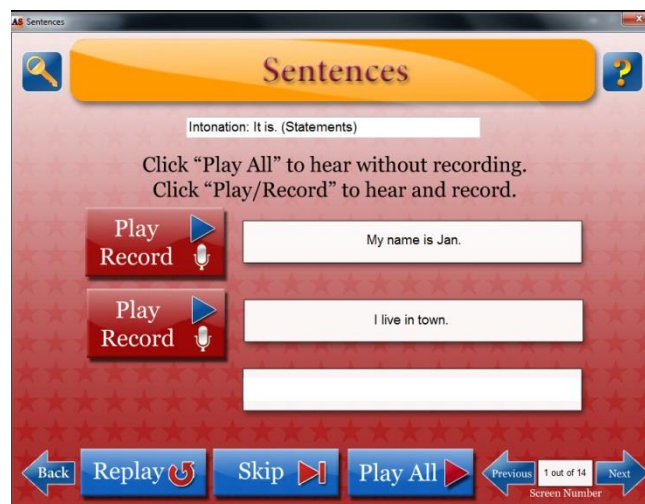 AS Sentences
Sentences
?
Intonation: It is. (Statements)
Click “Play All” to hear without recording.
Click “Play/Record” to hear and record.
Play
Record
My name is Jan.
Play
Record
I live in town.
Back
Replay
Skip
Play All
Previous
1 out of 14
Next
Screen Number